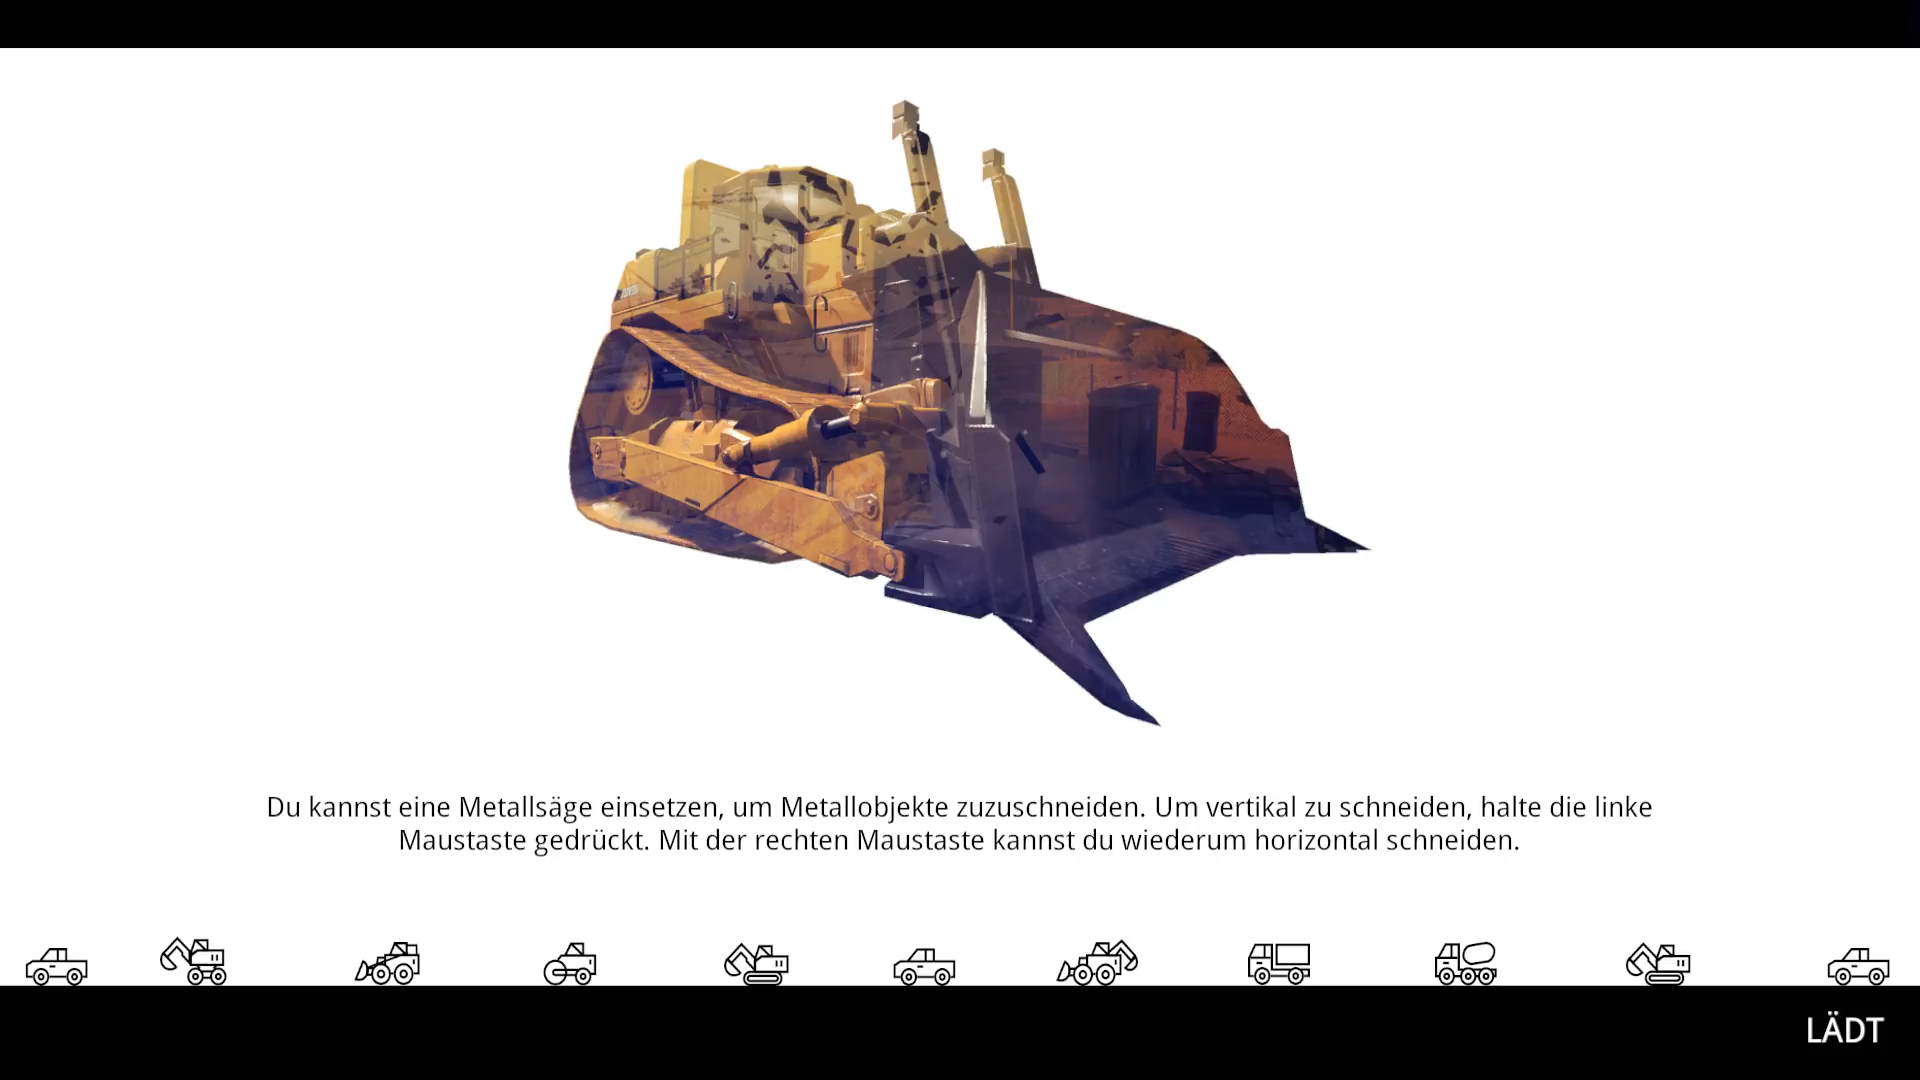 Du kannst eine Metallsäge einsetzen, um Metallobjekte zuzuschneiden. Um vertikal zu schneiden, halte die linke
Maustaste gedrückt. Mit der rechten Maustaste kannst du wiederum horizontal schneiden.
LÄDT